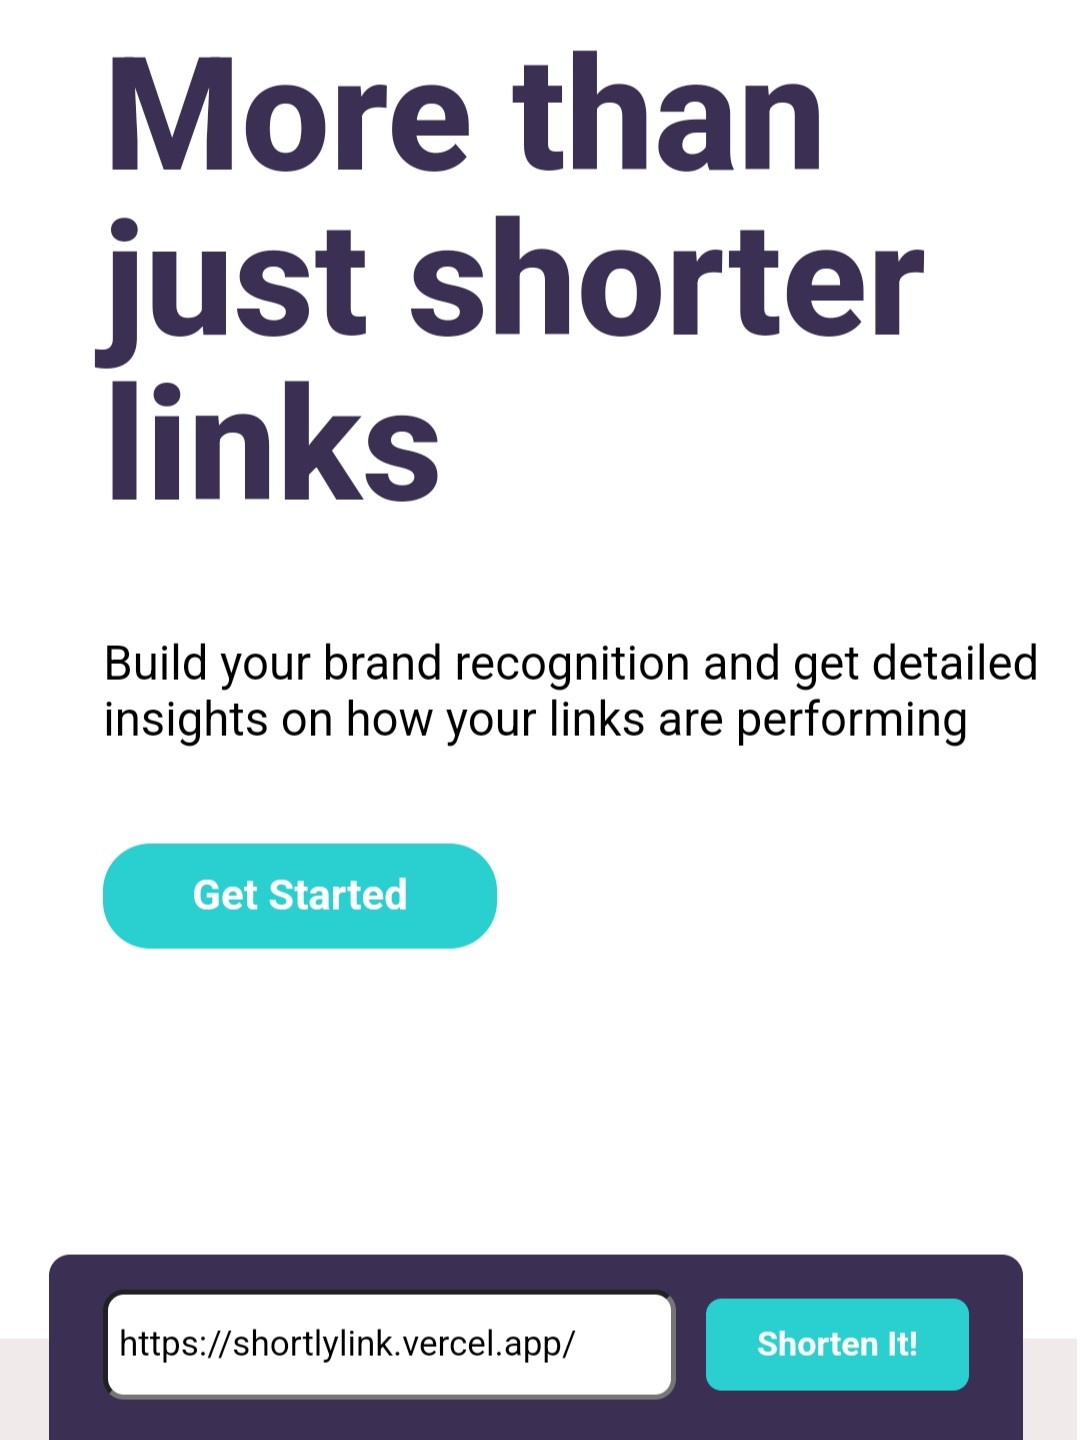 More than
just shorter
links
Build your brand recognition and get detailed
insights on how your links are performing
Get Started
https://shortlylink.vercel.app/
Shorten It!